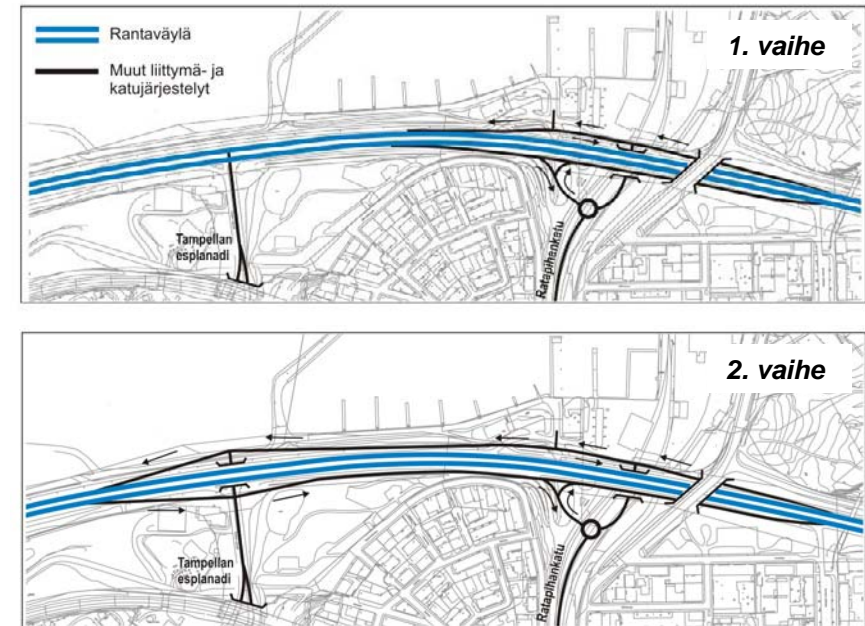 Rantaväylä
Muut liittymä- ja
katujärjestelyt
1. vaihe
Tampellan
esplanadi
Ratapihankatu
2. vaihe
Tampellan
esplanadi
Ratapihankatu